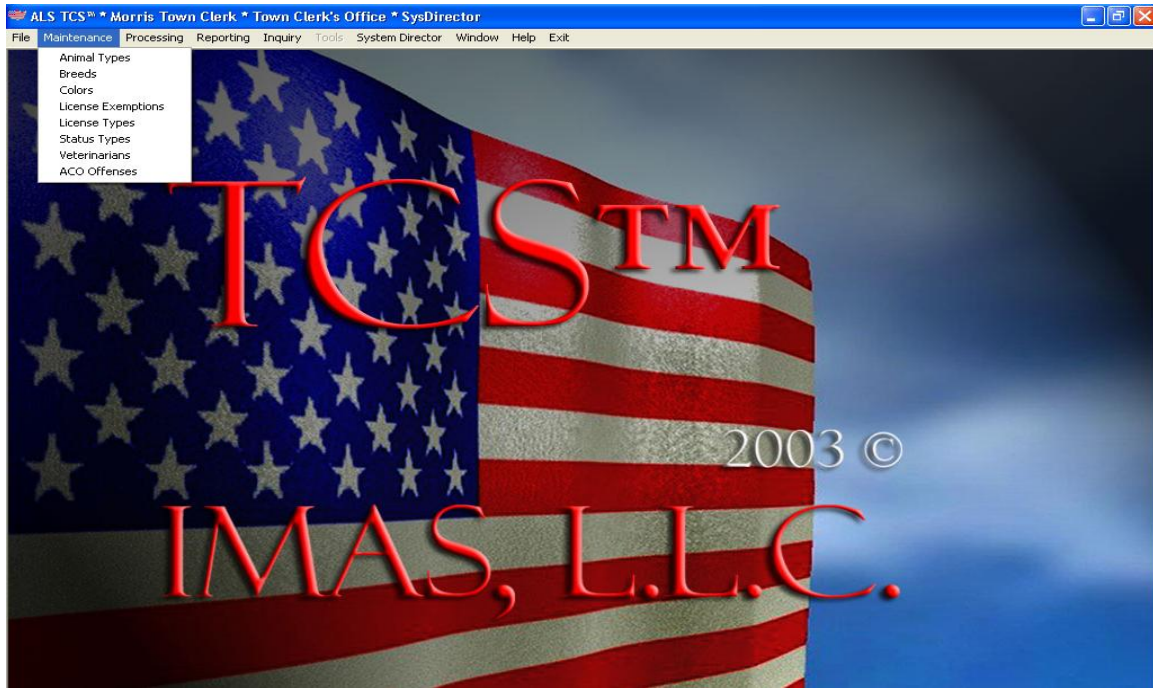 ALS TCS™ * Morris Town Clerk * Town Clerk's Office * SysDirector
File Maintenance Processing Reporting Inquiry Tools System Director Window Help Exit
Animal Types
Breeds
Colors
License Exemptions
License Types
Status Types
Veterinarians
ACO Offenses
TCS™
2003 ©
IMAS, L.L.C.